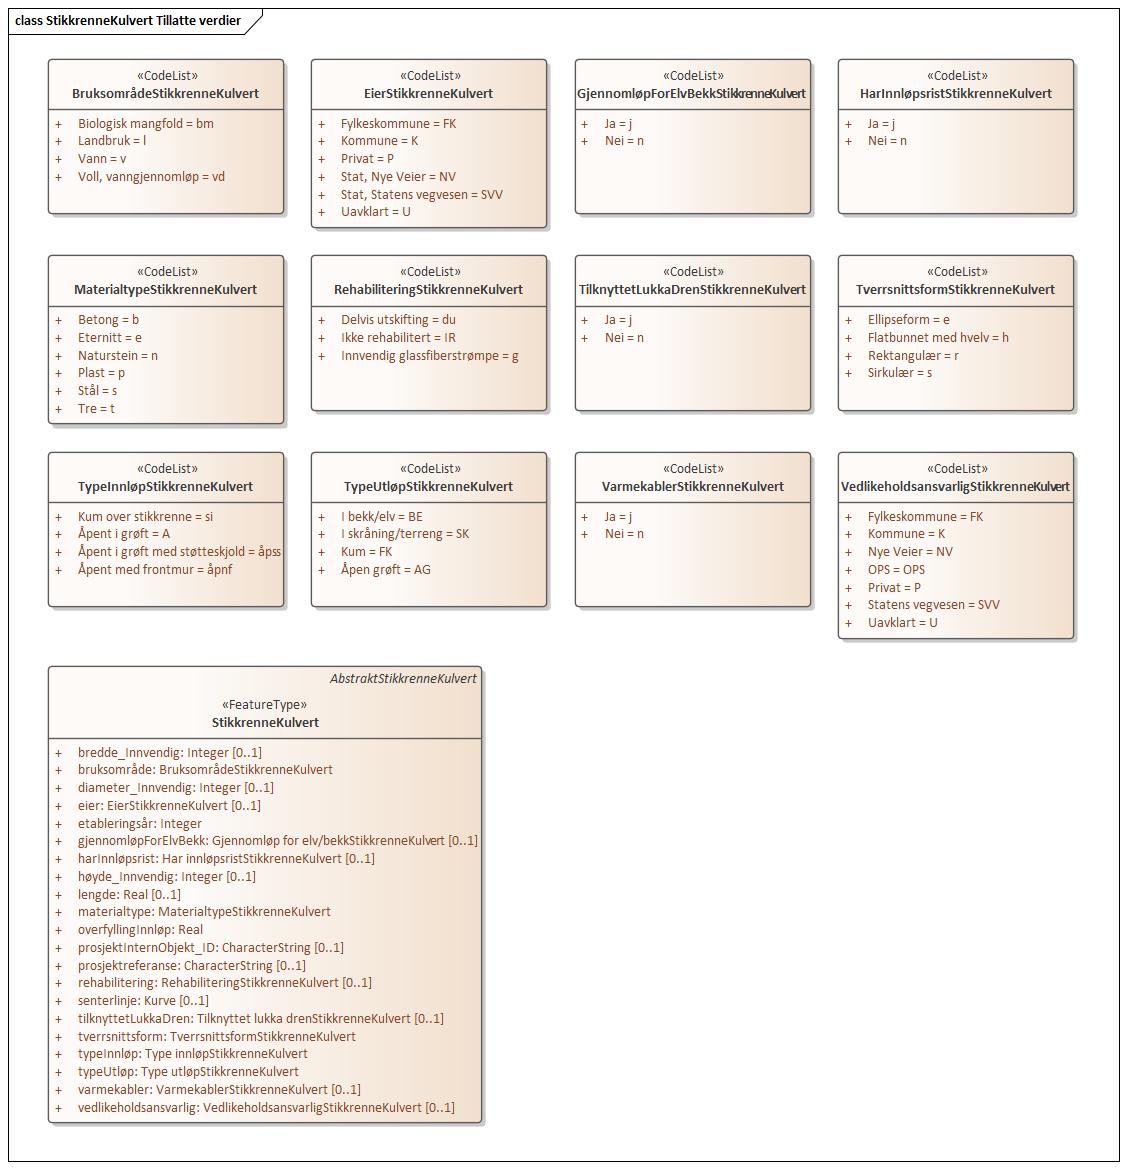 class StikkrenneKulvert Tillatte verdier
«CodeList»
BruksområdeStikkrenneKulvert
+ Biologisk mangfold = bm
+ Landbruk = l
+ Vann = v
+ Voll, vanngjennomløp = vd
«CodeList»
EierStikkrenneKulvert
+ Fylkeskommune = FK
+ Kommune = K
+ Privat = P
+ Stat, Nye Veier = NV
+ Stat, Statens vegvesen = SVV
+ Uavklart = U
«CodeList»
GjennomløpForElvBekkStikkrenneKulvert
+ Ja = j
+ Nei = n
«CodeList»
HarInnløpsristStikkrenneKulvert
+ Ja = j
+ Nei = n
«CodeList»
MaterialtypeStikkrenneKulvert
+ Betong = b
+ Eternitt = e
+ Naturstein = n
+ Plast = p
+ Stål = s
+ Tre = t
«CodeList»
RehabiliteringStikkrenneKulvert
+ Delvis utskifting = du
+ Ikke rehabilitert = IR
+ Innvendig glassfiberstrømpe = g
«CodeList»
TilknyttetLukkaDrenStikkrenneKulvert
+ Ja = j
+ Nei = n
«CodeList»
TverrsnittsformStikkrenneKulvert
+ Ellipseform = e
+ Flatbunnet med hvelv = h
+ Rektangulær = r
+ Sirkulær = s
«CodeList»
TypeInnløpStikkrenneKulvert
+ Kum over stikkrenne = si
+ Åpent i grøft = A
+ Åpent i grøft med støtteskjold = åpss
+ Åpent med frontmur = åpnf
«CodeList»
TypeUtløpStikkrenneKulvert
+ I bekk/elv = BE
+ I skråning/terreng = SK
+ Kum = FK
+ Åpen grøft = AG
«CodeList»
VarmekablerStikkrenneKulvert
+ Ja = j
+ Nei = n
«CodeList»
VedlikeholdsansvarligStikkrenneKulvert
+ Fylkeskommune = FK
+ Kommune = K
+ Nye Veier = NV
+ OPS = OPS
+ Privat = P
+ Statens vegvesen = SVV
+ Uavklart = U
AbstraktStikkrenneKulvert
«FeatureType»
StikkrenneKulvert
+ bredde_Innvendig: Integer [0..1]
+ bruksområde: BruksområdeStikkrenneKulvert
+ diameter_Innvendig: Integer [0..1]
+ eier: EierStikkrenneKulvert [0..1]
+ etableringsår: Integer
+ gjennomløpForElvBekk: Gjennomløp for elv/bekkStikkrenneKulvert [0..1]
+ harInnløpsrist: Har innløpsristStikkrenneKulvert [0..1]
+ høyde_Innvendig: Integer [0..1]
+ lengde: Real [0..1]
+ materialtype: MaterialtypeStikkrenneKulvert
+ overfyllingInnløp: Real
+ prosjektInternObjekt_ID: CharacterString [0..1]
+ prosjektreferanse: CharacterString [0..1]
+ rehabilitering: RehabiliteringStikkrenneKulvert [0..1]
+ senterlinje: Kurve [0..1]
+ tilknyttetLukkaDren: Tilknyttet lukka drenStikkrenneKulvert [0..1]
+ tverrsnittsform: TverrsnittsformStikkrenneKulvert
+ typeInnløp: Type innløpStikkrenneKulvert
+ typeUtløp: Type utløpStikkrenneKulvert
+ varmekabler: VarmekablerStikkrenneKulvert [0..1]
+ vedlikeholdsansvarlig: VedlikeholdsansvarligStikkrenneKulvert [0..1]